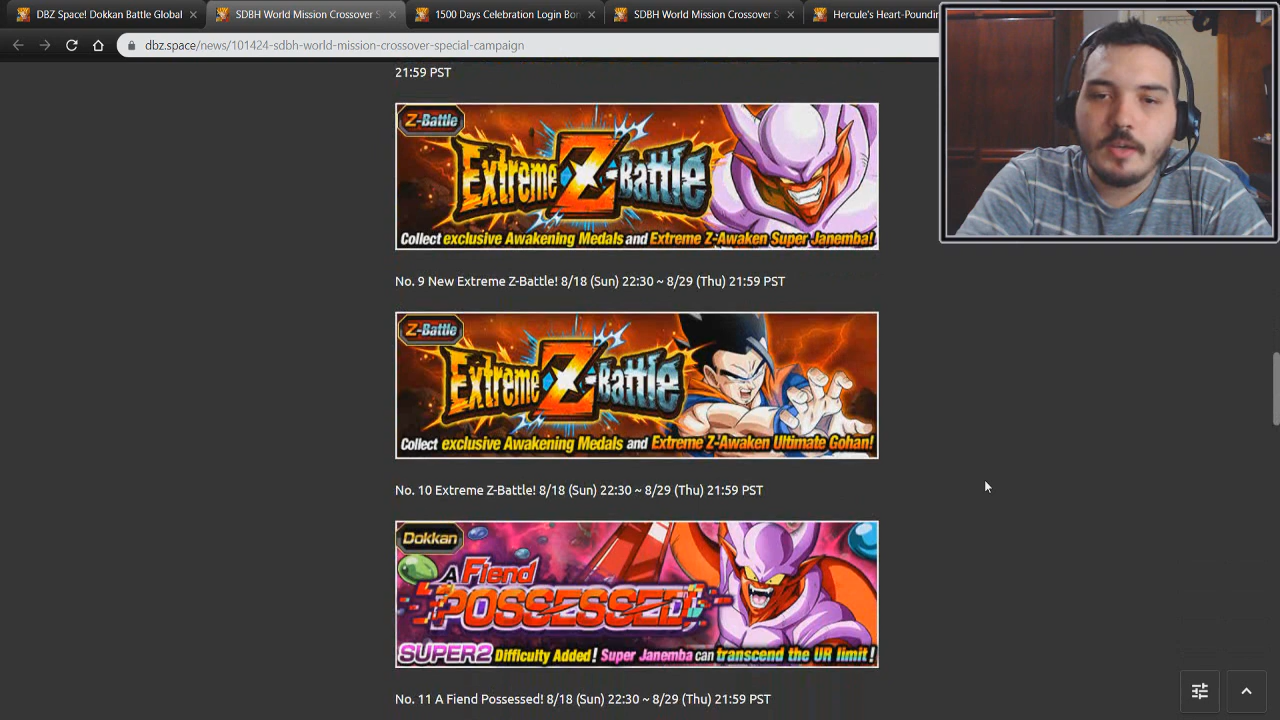 DBZ Space! Dokkan Battle Global
SDBH World Mission Crossover S
1500 Days Celebration Login Bo
SDBH World Mission Crossover S
Hercule's Heart-Poundin
dbz.space/news/101424-sdbh-world-mission-crossover-special-campaign
21:59 PST
Z-Battle
Extreme Z-Battle
Collect exclusive Awakening Medals and Extreme Z-Awaken Super Janemba!
No. 9 New Extreme Z-Battle! 8/18 (Sun) 22:30 ~ 8/29 (Thu) 21:59 PST
Z-Battle
Extreme Z-Battle
Collect exclusive Awakening Medals and Extreme Z-Awaken Ultimate Gohan!
No. 10 Extreme Z-Battle! 8/18 (Sun) 22:30 ~ 8/29 (Thu) 21:59 PST
Dokkan
A Fiend
POSSESSED
SUPER2 Difficulty Added! Super Janemba can transcend the UR limit!
No. 11 A Fiend Possessed! 8/18 (Sun) 22:30 ~ 8/29 (Thu) 21:59 PST